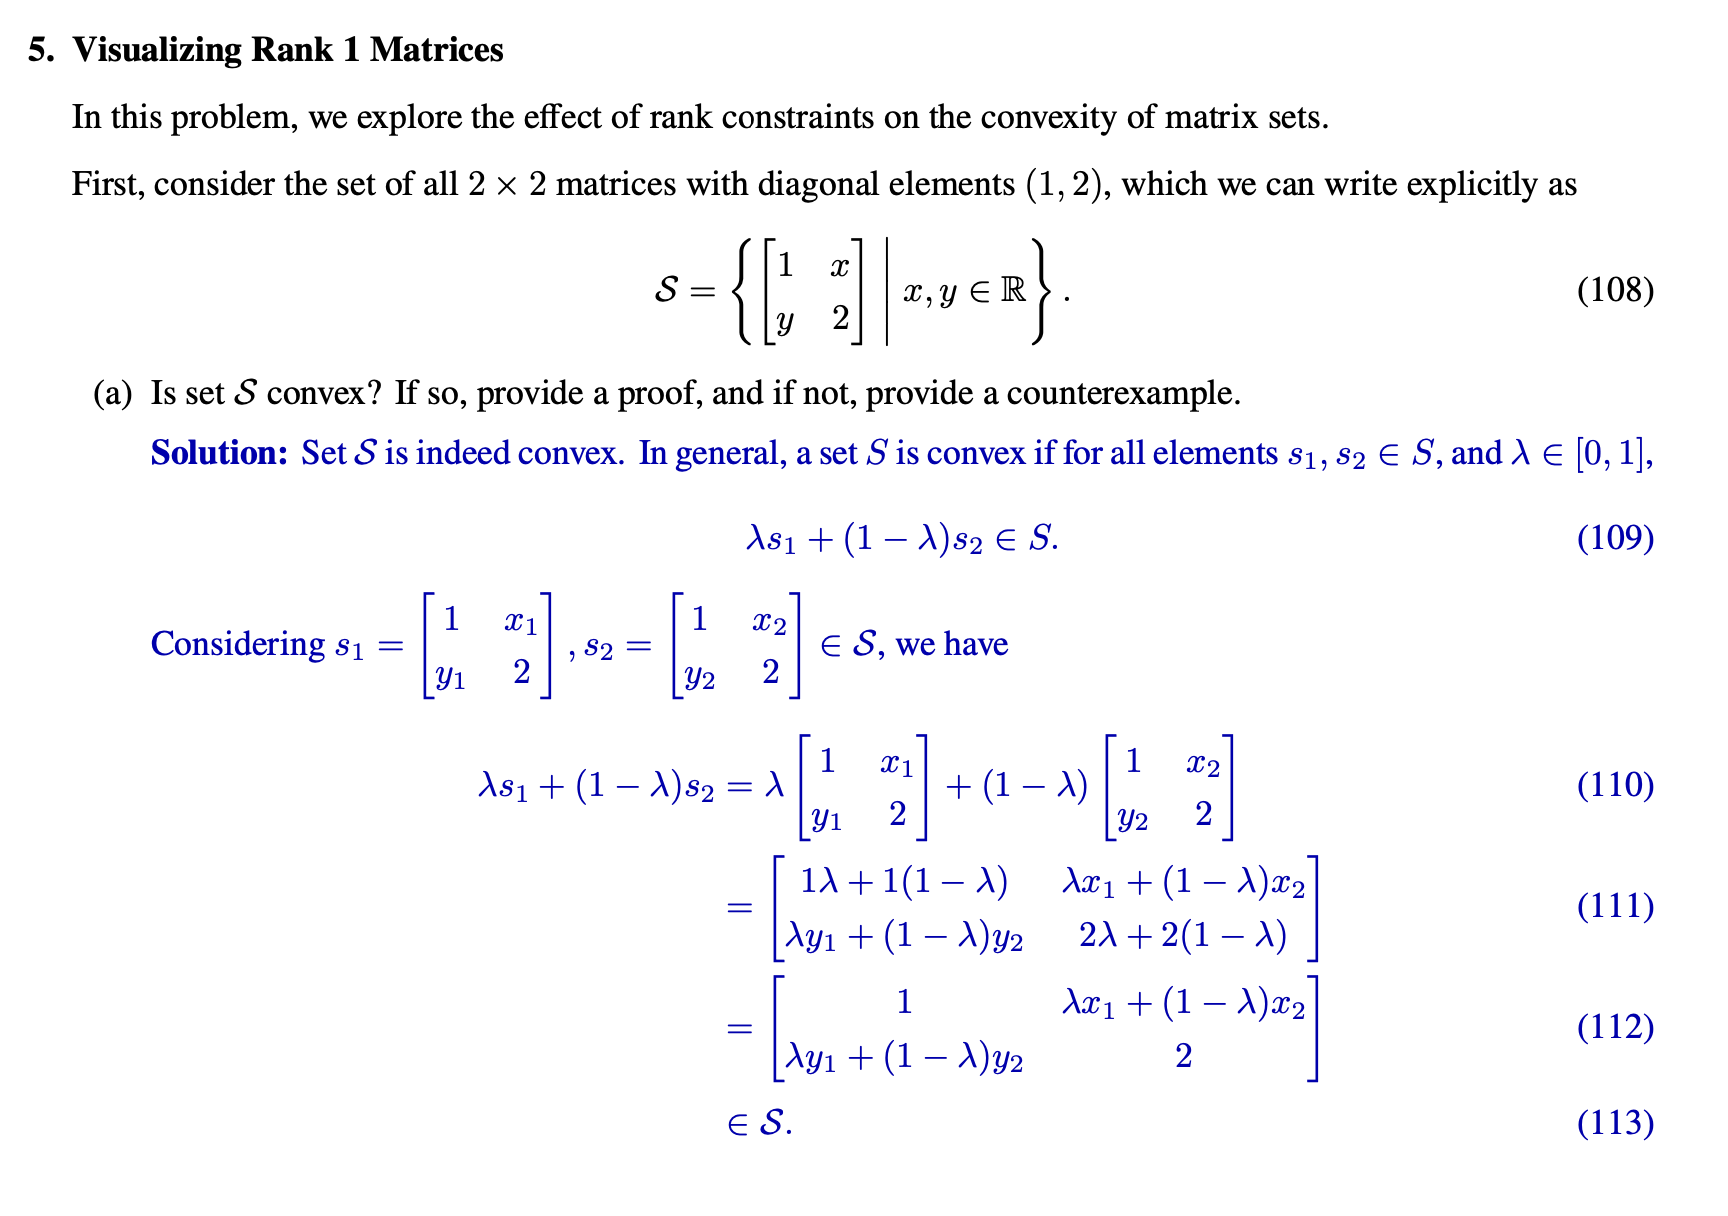 5. Visualizing Rank 1 Matrices
In this problem, we explore the effect of rank constraints on the convexity of matrix sets.
First, consider the set of all 2 × 2 matrices with diagonal elements (1, 2), which we can write explicitly as
$\mathcal{S} = \left\{ \begin{bmatrix} 1 & x \\ y & 2 \end{bmatrix} \middle| x, y \in \mathbb{R} \right\}.$ (108)
(a) Is set $\mathcal{S}$ convex? If so, provide a proof, and if not, provide a counterexample.
Solution: Set $\mathcal{S}$ is indeed convex. In general, a set $S$ is convex if for all elements $s_1, s_2 \in S$, and $\lambda \in [0, 1]$,
$\lambda s_1 + (1 - \lambda)s_2 \in S.$ (109)
Considering $s_1 = \begin{bmatrix} 1 & x_1 \\ y_1 & 2 \end{bmatrix}, s_2 = \begin{bmatrix} 1 & x_2 \\ y_2 & 2 \end{bmatrix} \in \mathcal{S}$, we have
$\lambda s_1 + (1 - \lambda)s_2 = \lambda \begin{bmatrix} 1 & x_1 \\ y_1 & 2 \end{bmatrix} + (1 - \lambda) \begin{bmatrix} 1 & x_2 \\ y_2 & 2 \end{bmatrix}$ (110)
$= \begin{bmatrix} 1\lambda + 1(1 - \lambda) & \lambda x_1 + (1 - \lambda)x_2 \\ \lambda y_1 + (1 - \lambda)y_2 & 2\lambda + 2(1 - \lambda) \end{bmatrix}$ (111)
$= \begin{bmatrix} 1 & \lambda x_1 + (1 - \lambda)x_2 \\ \lambda y_1 + (1 - \lambda)y_2 & 2 \end{bmatrix}$ (112)
$\in \mathcal{S}.$ (113)